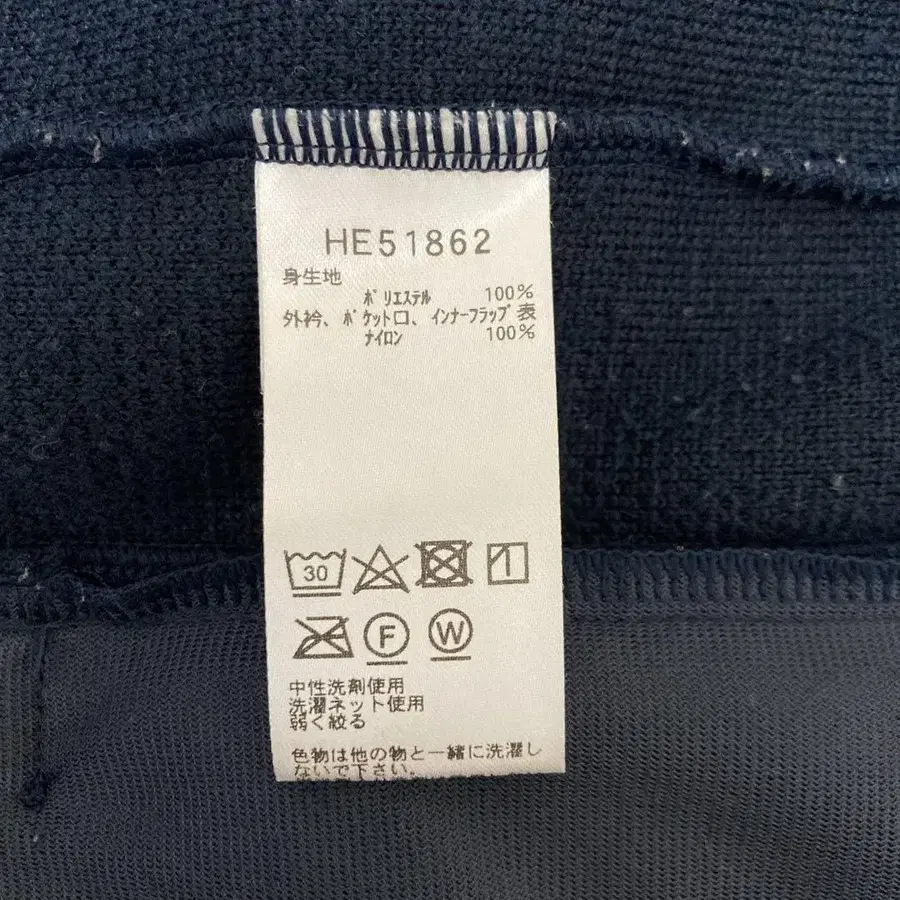 HE51862
身生地
ポリエステル 100%
外衿、ポケット口、インナーフラップ表
ナイロン 100%
30
F W
中性洗剤使用
洗濯ネット使用
弱く絞る
色物は他の物と一緒に洗濯し
ないで下さい。